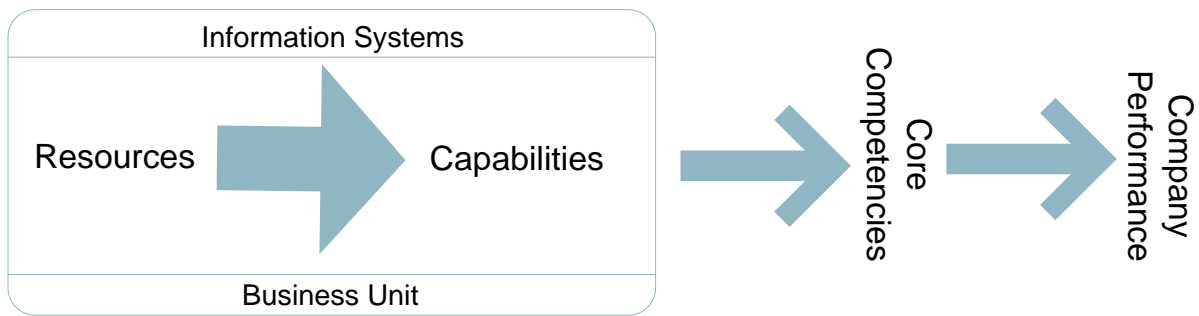 Information Systems
Resources
Capabilities
Business Unit
Core
Competencies
Company
Performance